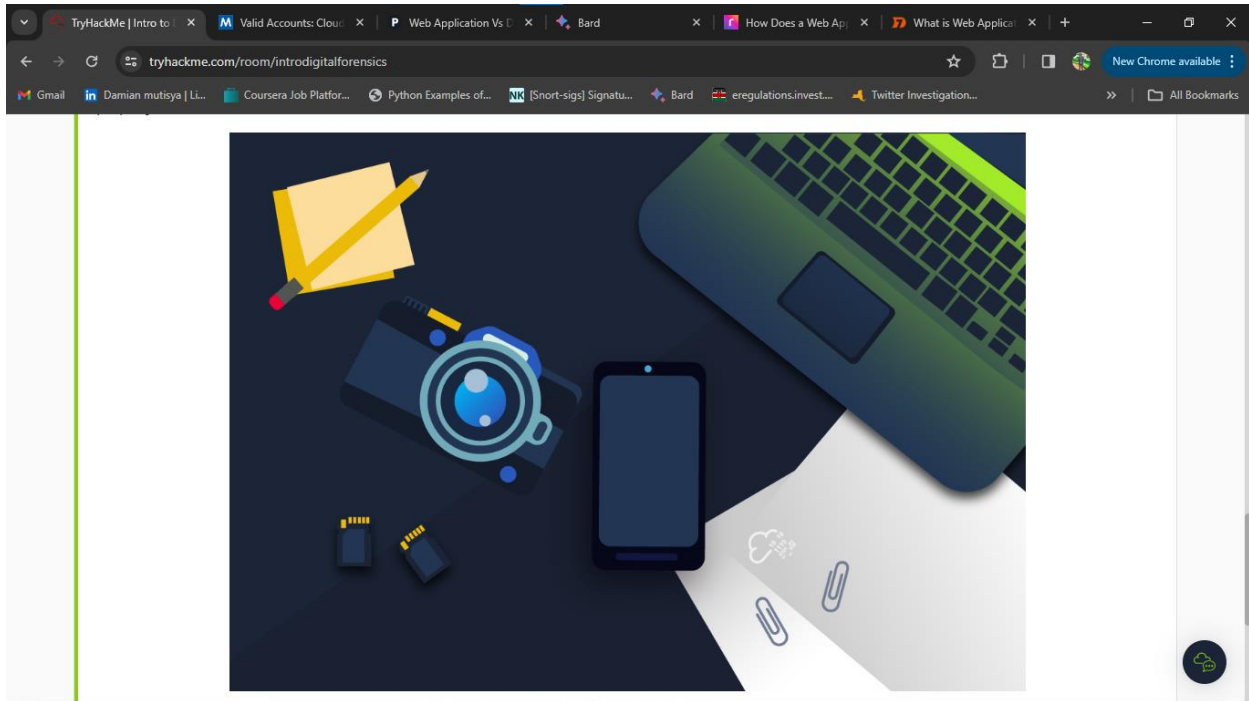 TryHackMe | Intro to D
Valid Accounts: Cloud
Web Application Vs D
Bard
How Does a Web Ap
What is Web Applicat
tryhackme.com/room/introdigitalforensics
New Chrome available
Gmail
in Damian mutisya | Li...
Coursera Job Platfor...
Python Examples of...
NK [Snort-sigs] Signatu...
Bard
eregulations.invest....
Twitter Investigation...
All Bookmarks